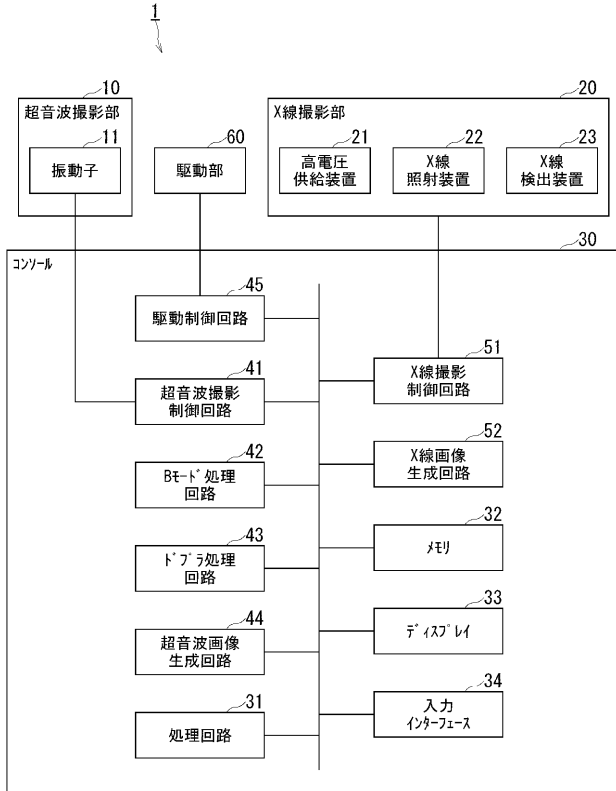 1
10
超音波撮影部
11
振動子
60
駆動部
20
X線撮影部
21
高電圧
供給装置
22
X線
照射装置
23
X線
検出装置
30
コンソール
45
駆動制御回路
41
超音波撮影
制御回路
42
Bモード処理
回路
43
ドプラ処理
回路
44
超音波画像
生成回路
31
処理回路
51
X線撮影
制御回路
52
X線画像
生成回路
32
メモリ
33
ディスプレイ
34
入力
インターフェース